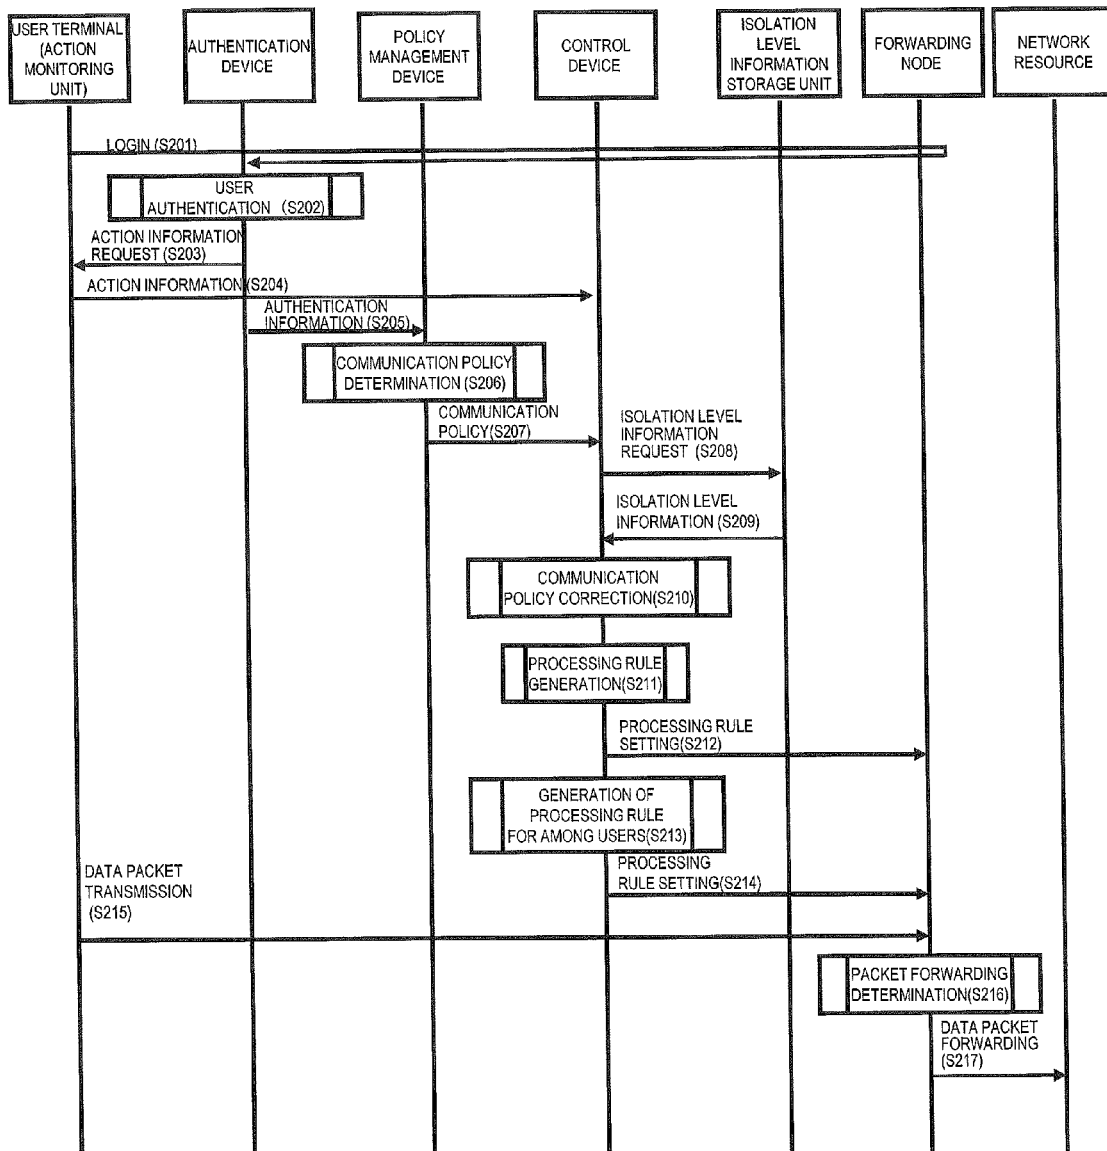 USER TERMINAL
(ACTION
MONITORING
UNIT)
AUTHENTICATION
DEVICE
POLICY
MANAGEMENT
DEVICE
CONTROL
DEVICE
ISOLATION
LEVEL
INFORMATION
STORAGE UNIT
FORWARDING
NODE
NETWORK
RESOURCE
LOGIN (S201)
USER
AUTHENTICATION (S202)
ACTION INFORMATION
REQUEST (S203)
ACTION INFORMATION(S204)
AUTHENTICATION
INFORMATION (S205)
COMMUNICATION POLICY
DETERMINATION (S206)
COMMUNICATION
POLICY(S207)
ISOLATION LEVEL
INFORMATION
REQUEST (S208)
ISOLATION LEVEL
INFORMATION (S209)
COMMUNICATION
POLICY CORRECTION(S210)
PROCESSING RULE
GENERATION(S211)
PROCESSING RULE
SETTING(S212)
GENERATION OF
PROCESSING RULE
FOR AMONG USERS(S213)
PROCESSING
RULE SETTING(S214)
DATA PACKET
TRANSMISSION
(S215)
PACKET FORWARDING
DETERMINATION(S216)
DATA PACKET
FORWARDING
(S217)